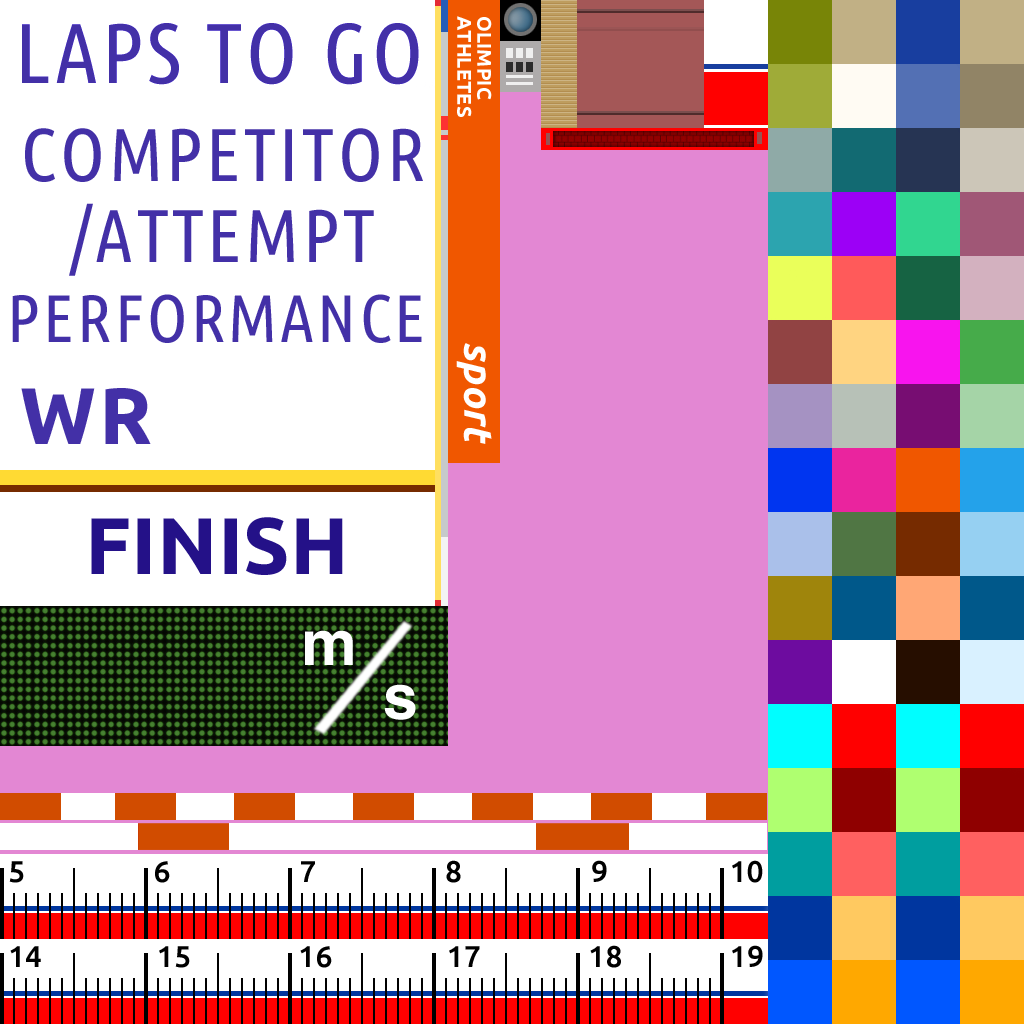 LAPS TO GO
COMPETITOR
/ATTEMPT
PERFORMANCE
WR
FINISH
m/s
OLIMPIC
ATHLETES
sport
5 6 7 8 9 10
14 15 16 17 18 19